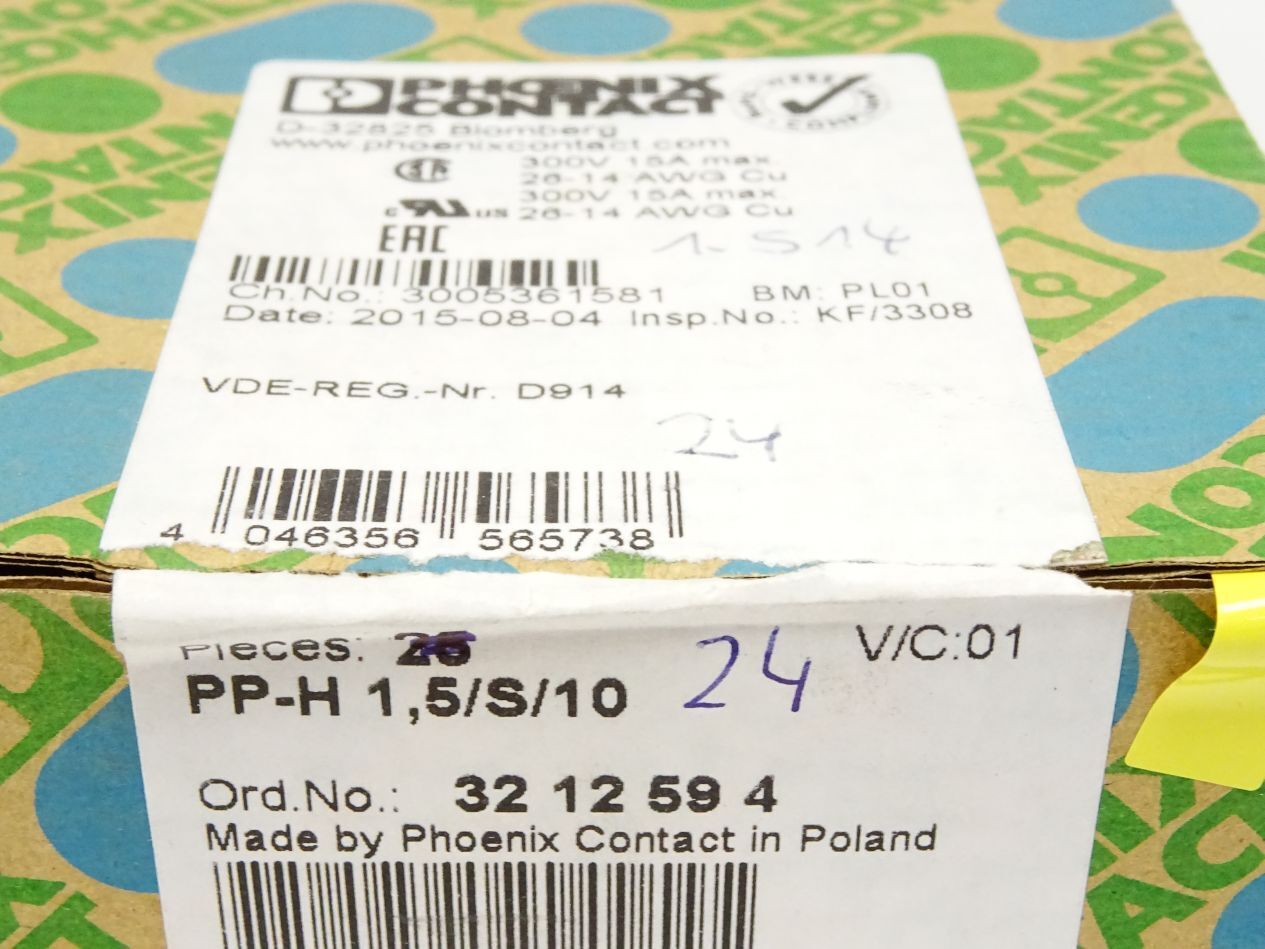 PHOENIX
CONTACT
D-32825 Blomberg
www.phoenixcontact.com
300V 15A max.
26-14 AWG Cu
300V 15A max.
c RU us 26-14 AWG Cu
EAC
1.514
Ch.No.: 3005361581 BM: PL01
Date: 2015-08-04 Insp.No.: KF/3308
VDE-REG.-Nr. D914
24
4 046356 565738
Pieces: 24 V/C:01
PP-H 1,5/S/10
Ord.No.: 32 12 59 4
Made by Phoenix Contact in Poland